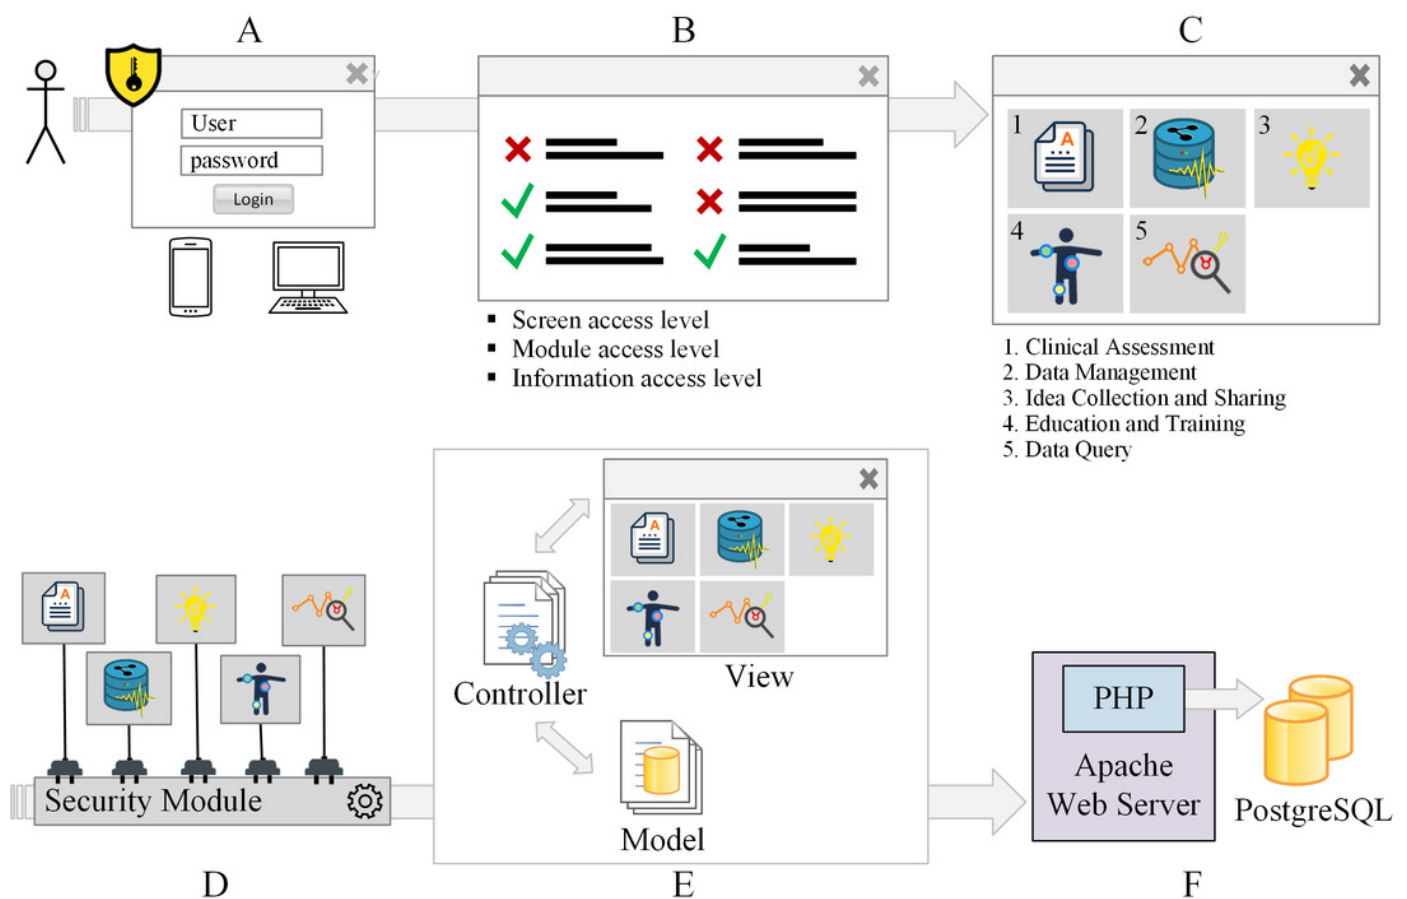 A
B
C
User
password
Login
1
2
3
4
5
A
▪ Screen access level
▪ Module access level
▪ Information access level
1. Clinical Assessment
2. Data Management
3. Idea Collection and Sharing
4. Education and Training
5. Data Query
A
A
Controller
View
Model
Security Module
PHP
Apache
Web Server
PostgreSQL
D
E
F